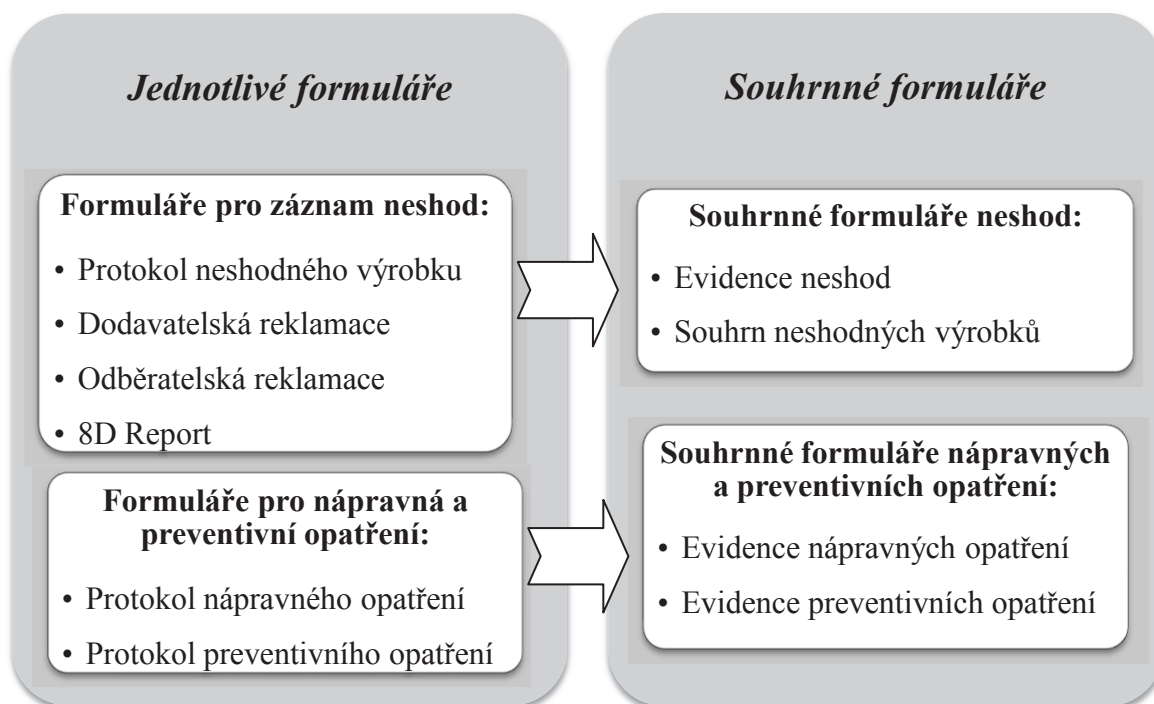 Jednotlivé formuláře
Formuláře pro záznam neshod:
• Protokol neshodného výrobku
• Dodavatelská reklamace
• Odběratelská reklamace
• 8D Report
Formuláře pro nápravná a
preventivní opatření:
• Protokol nápravného opatření
• Protokol preventivního opatření
Souhrnné formuláře
Souhrnné formuláře neshod:
• Evidence neshod
• Souhrn neshodných výrobků
Souhrnné formuláře nápravných
a preventivních opatření:
• Evidence nápravných opatření
• Evidence preventivních opatření